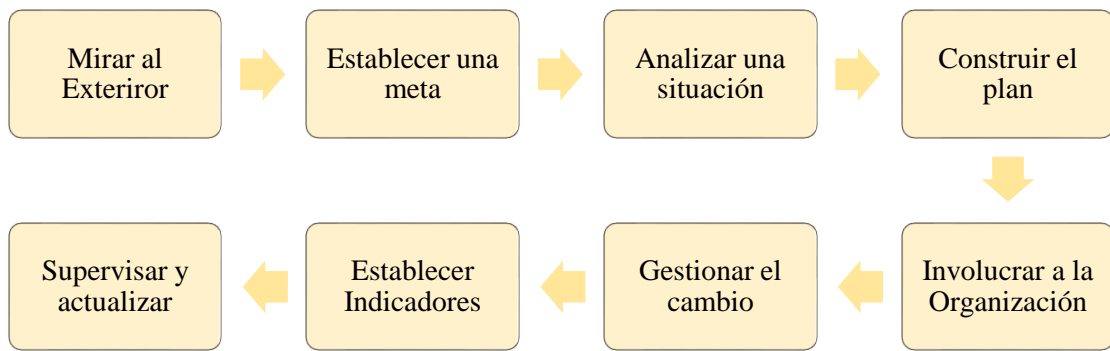 Mirar al
Exteriror
Establecer una
meta
Analizar una
situación
Construir el
plan
Involucrar a la
Organización
Gestionar el
cambio
Establecer
Indicadores
Supervisar y
actualizar